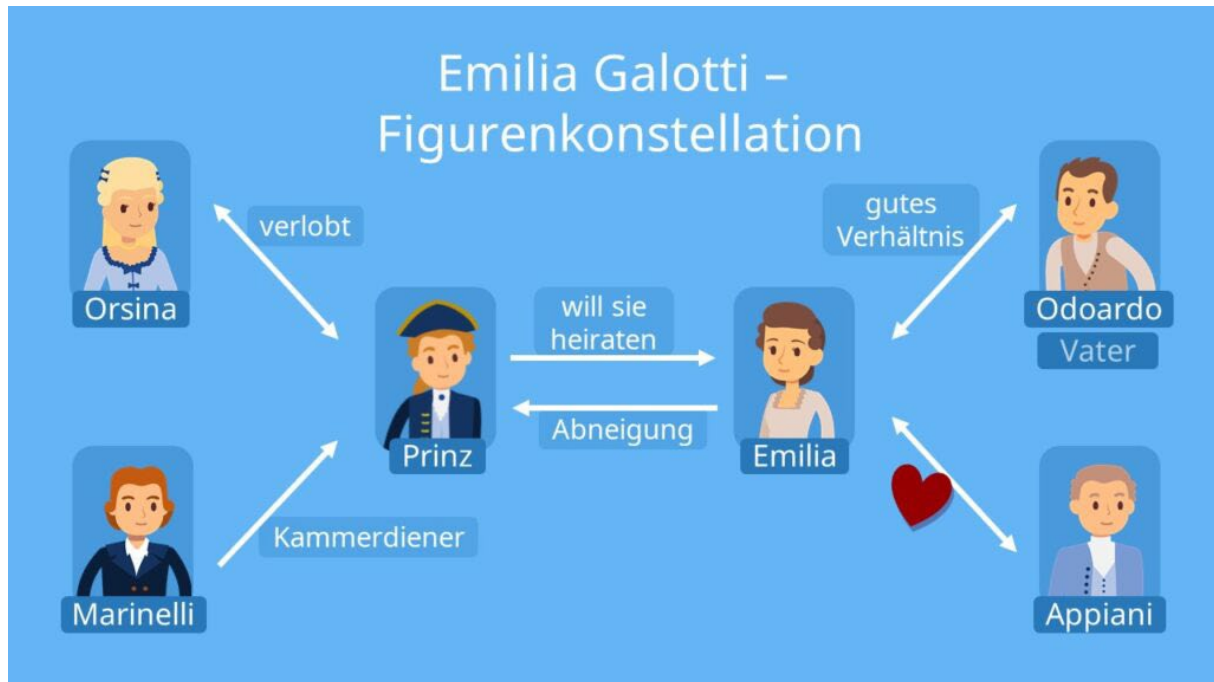 Emilia Galotti –
Figurenkonstellation
verlobt
gutes
Verhältnis
Orsina
will sie
heiraten
Odoardo
Vater
Abneigung
Prinz
Emilia
Kammerdiener
Marinelli
Appiani